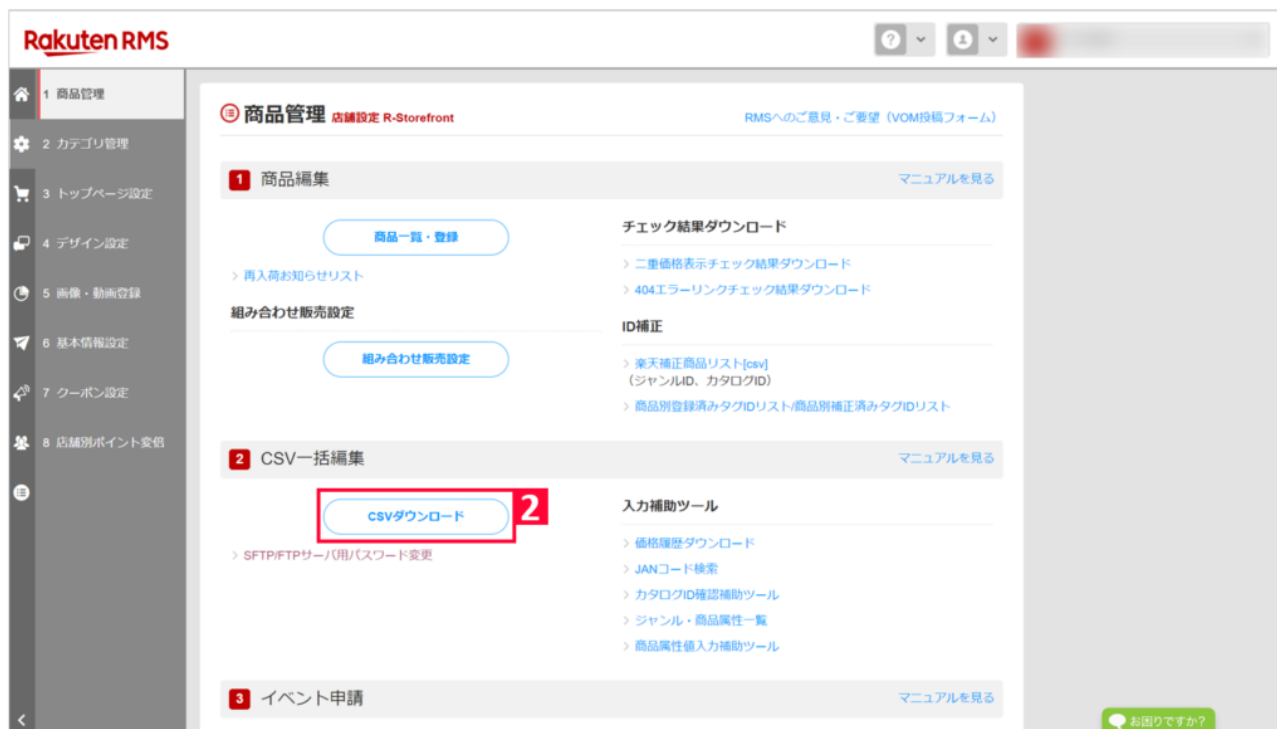 Rakuten RMS
1 商品管理
2 カテゴリ管理
3 トップページ設定
4 デザイン設定
5 画像・動画登録
6 基本情報設定
7 クーポン設定
8 店舗別ポイント変倍
商品管理 店舗設定 R-Storefront
RMSへのご意見・ご要望（VOM投稿フォーム）
1 商品編集
マニュアルを見る
商品一覧・登録
> 再入荷お知らせリスト
組み合わせ販売設定
組み合わせ販売設定
チェック結果ダウンロード
> 二重価格表示チェック結果ダウンロード
> 404エラーリンクチェック結果ダウンロード
ID補正
> 楽天補正商品リスト[csv]
（ジャンルID、カタログID）
> 商品別登録済みタグIDリスト/商品別補正済みタグIDリスト
2 CSV一括編集
マニュアルを見る
CSVダウンロード
2
> SFTP/FTPサーバ用パスワード変更
入力補助ツール
> 価格履歴ダウンロード
> JANコード検索
> カタログID確認補助ツール
> ジャンル・商品属性一覧
> 商品属性値入力補助ツール
3 イベント申請
マニュアルを見る
お困りですか?